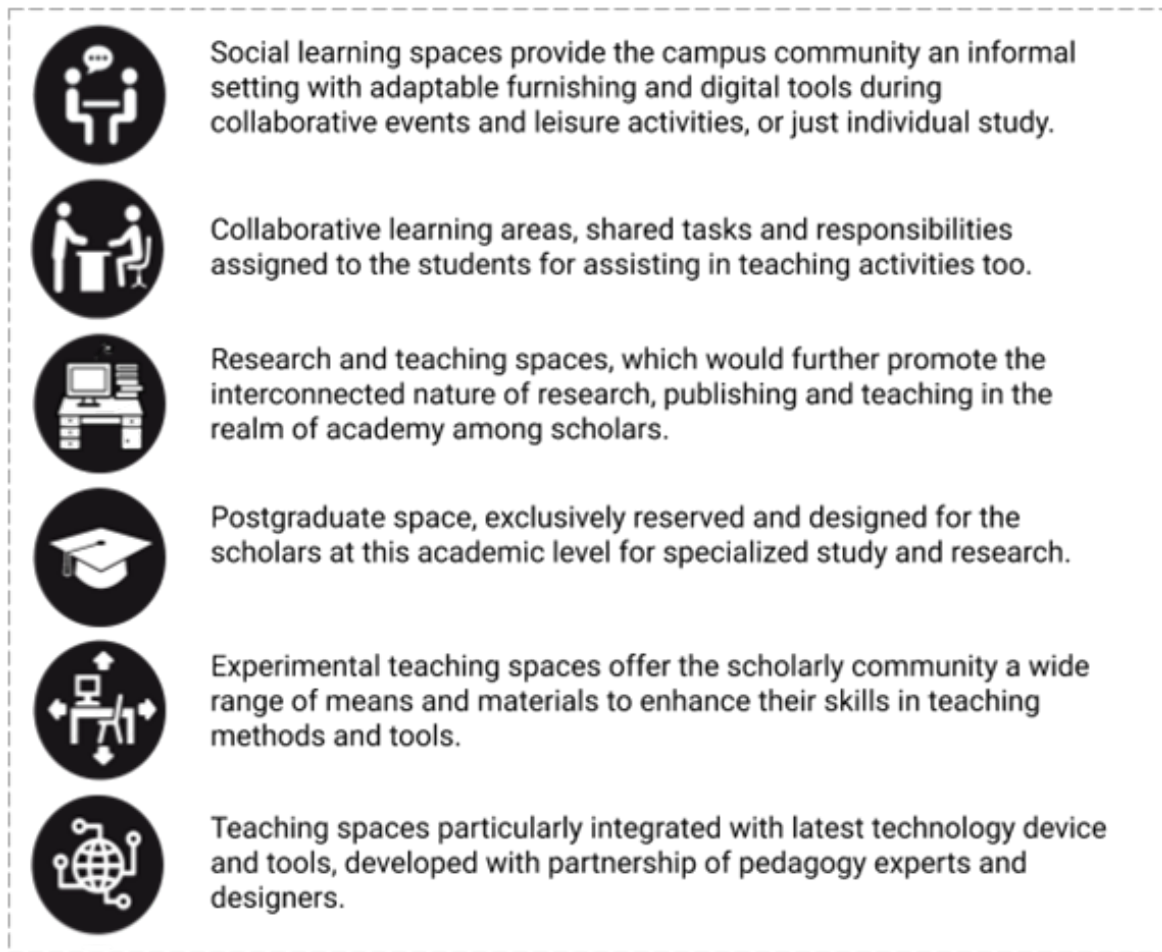 Social learning spaces provide the campus community an informal
setting with adaptable furnishing and digital tools during
collaborative events and leisure activities, or just individual study.
Collaborative learning areas, shared tasks and responsibilities
assigned to the students for assisting in teaching activities too.
Research and teaching spaces, which would further promote the
interconnected nature of research, publishing and teaching in the
realm of academy among scholars.
Postgraduate space, exclusively reserved and designed for the
scholars at this academic level for specialized study and research.
Experimental teaching spaces offer the scholarly community a wide
range of means and materials to enhance their skills in teaching
methods and tools.
Teaching spaces particularly integrated with latest technology device
and tools, developed with partnership of pedagogy experts and
designers.